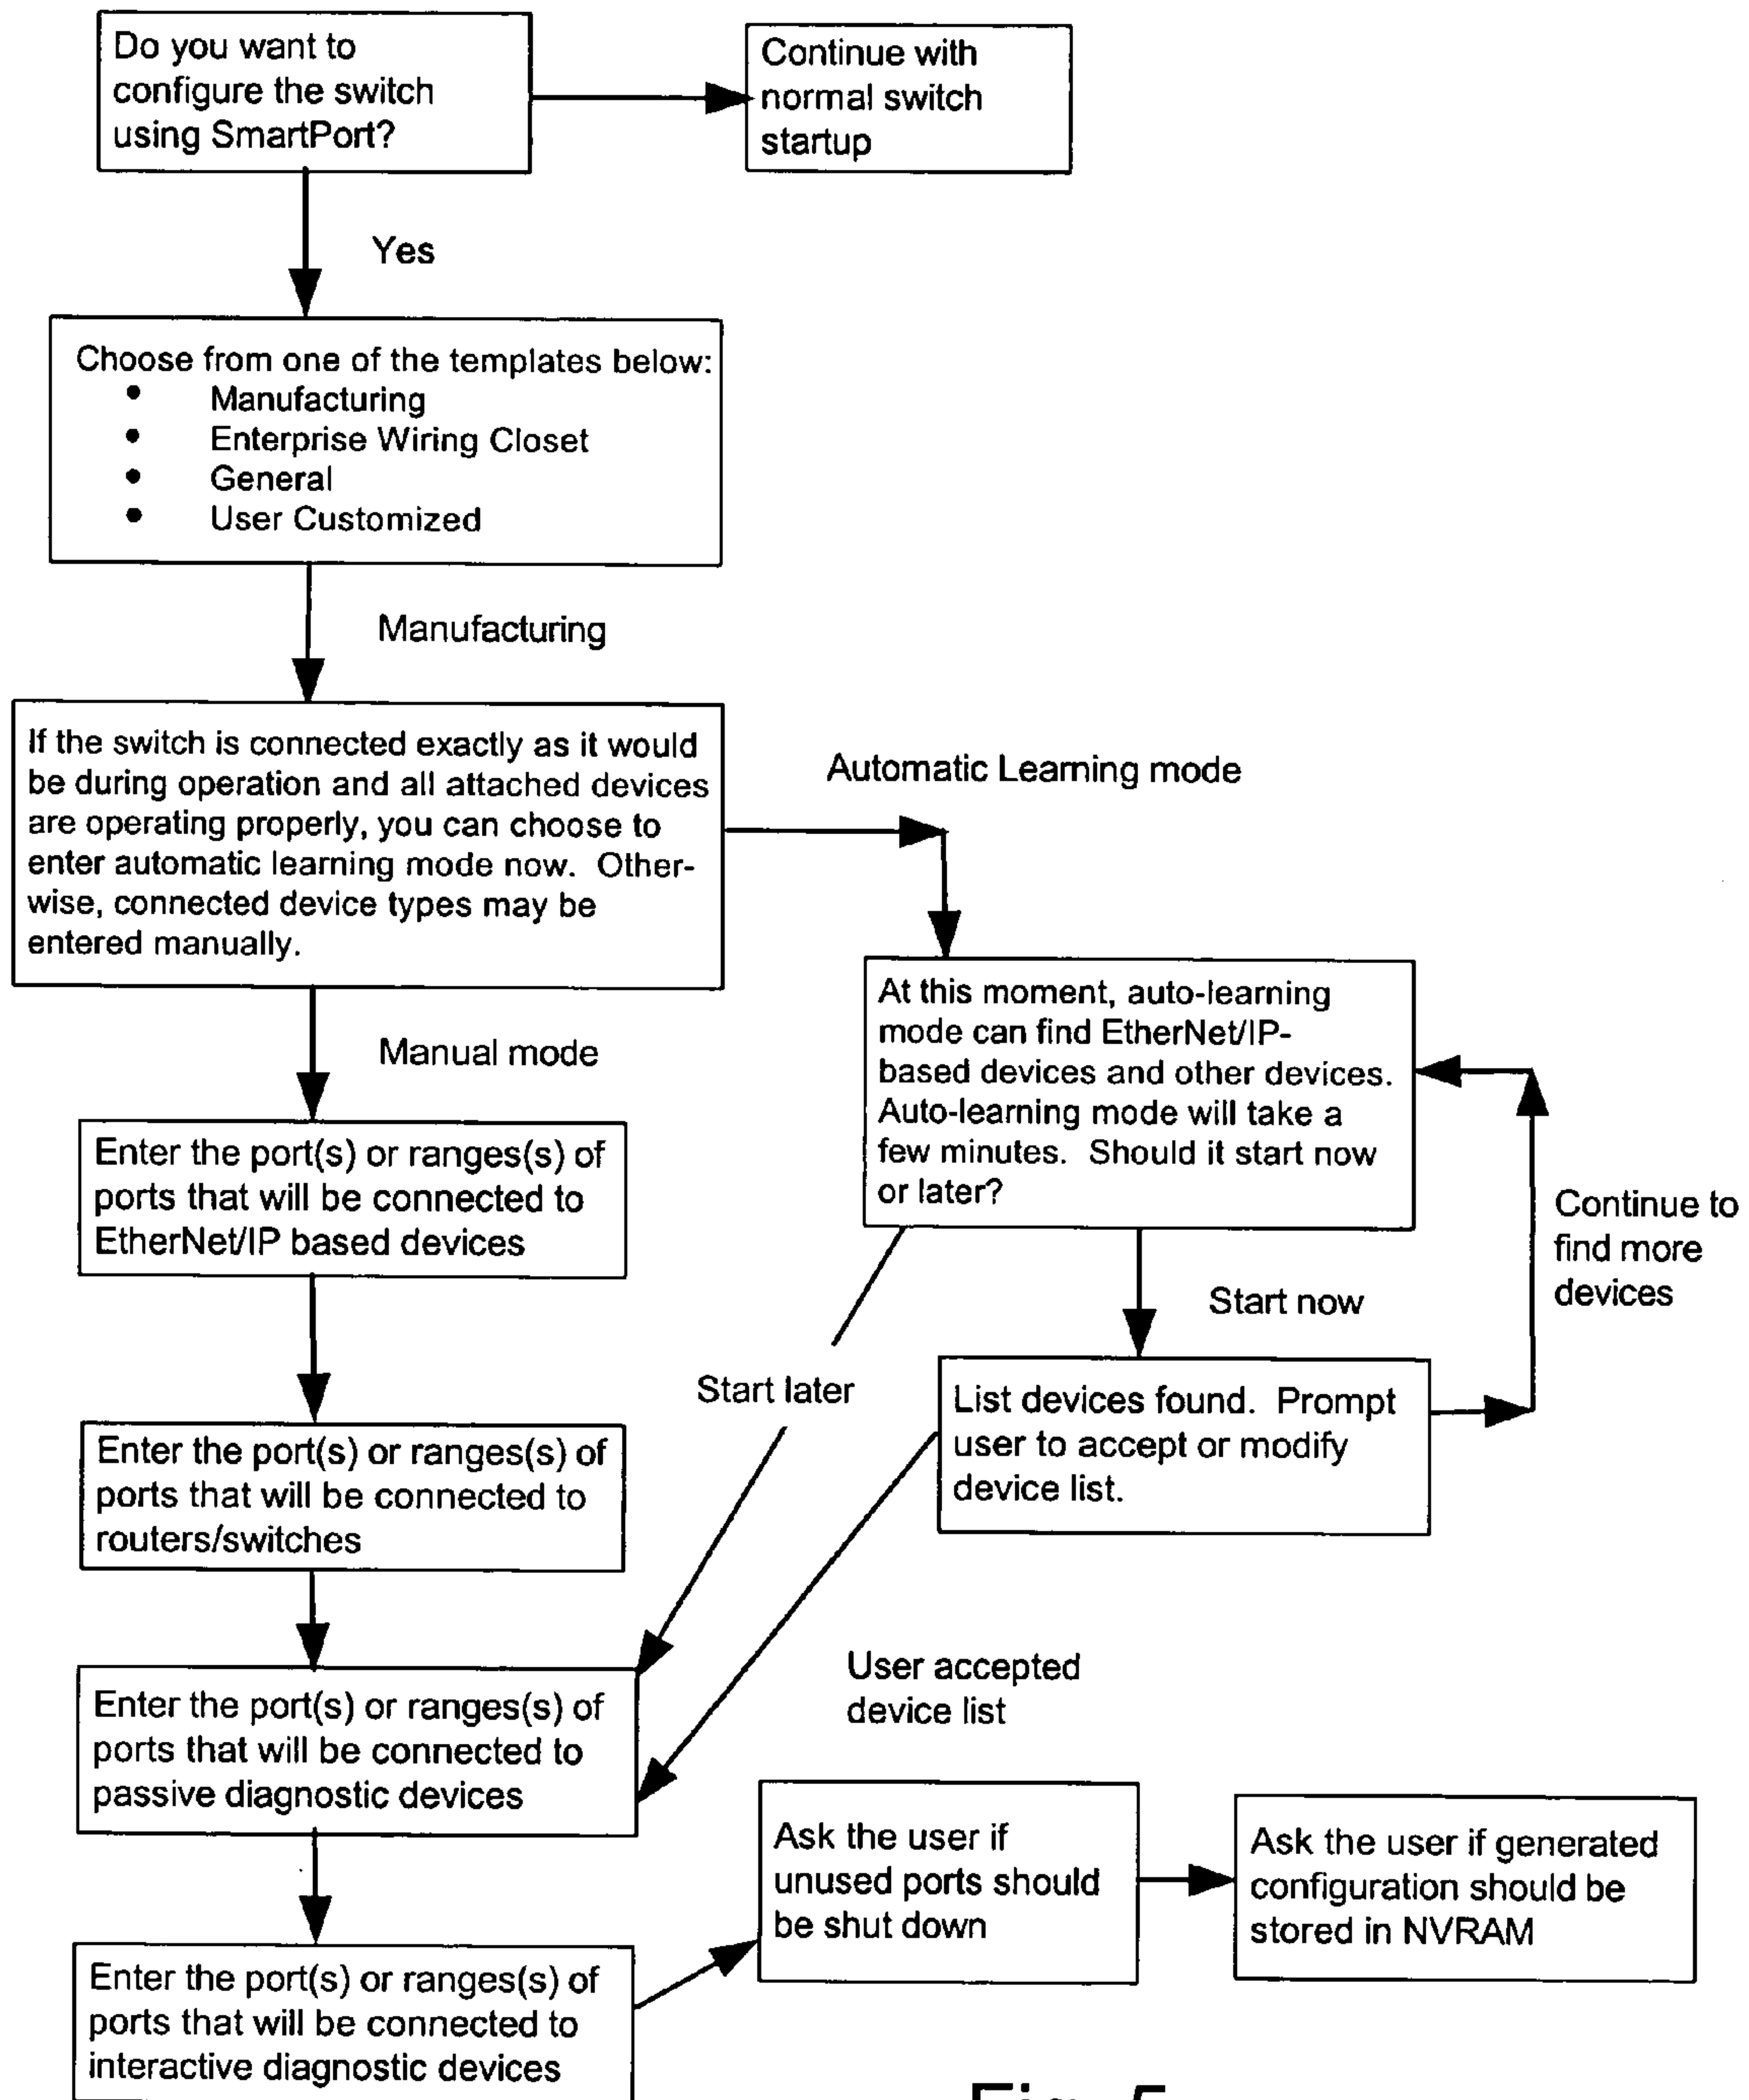 Do you want to
configure the switch
using SmartPort?
Continue with
normal switch
startup
Yes
Choose from one of the templates below:
• Manufacturing
• Enterprise Wiring Closet
• General
• User Customized
Manufacturing
If the switch is connected exactly as it would
be during operation and all attached devices
are operating properly, you can choose to
enter automatic learning mode now. Other-
wise, connected device types may be
entered manually.
Automatic Learning mode
At this moment, auto-learning
mode can find EtherNet/IP-
based devices and other devices.
Auto-learning mode will take a
few minutes. Should it start now
or later?
Manual mode
Enter the port(s) or ranges(s) of
ports that will be connected to
EtherNet/IP based devices
Continue to
find more
devices
Start now
Start later
List devices found. Prompt
user to accept or modify
device list.
Enter the port(s) or ranges(s) of
ports that will be connected to
routers/switches
User accepted
device list
Enter the port(s) or ranges(s) of
ports that will be connected to
passive diagnostic devices
Ask the user if
unused ports should
be shut down
Ask the user if generated
configuration should be
stored in NVRAM
Enter the port(s) or ranges(s) of
ports that will be connected to
interactive diagnostic devices